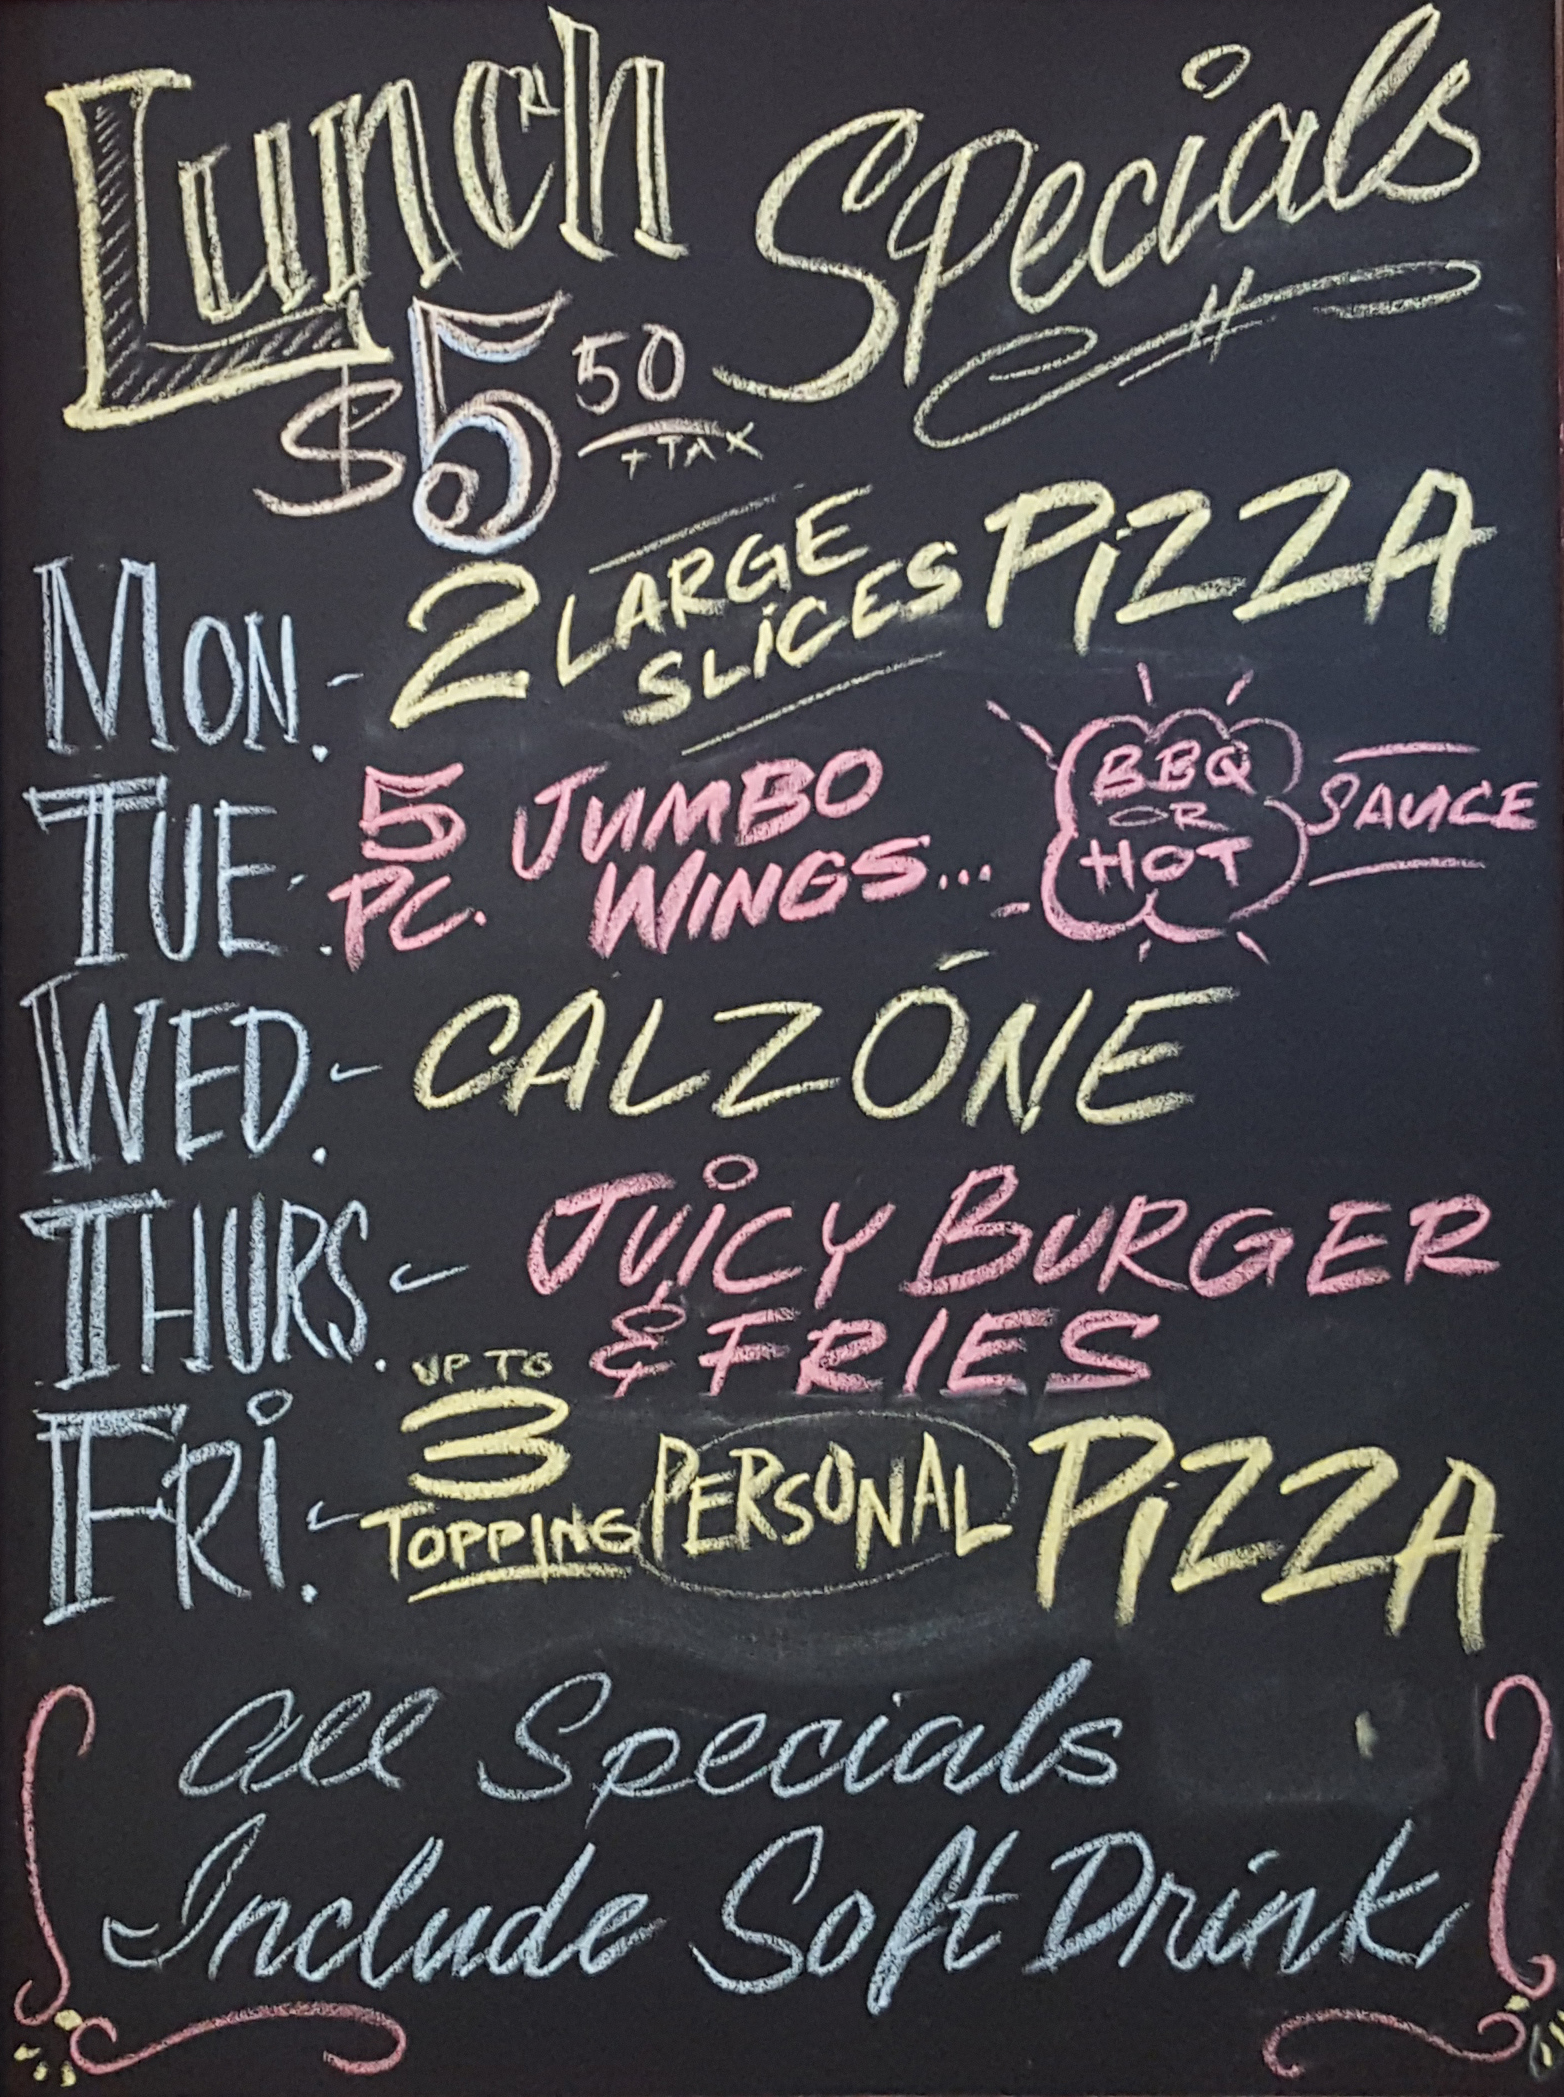 Lunch Specials
$5 50
+ TAX
MON. - 2 LARGE SLICES PiZZA
TUE. - 5 PC. JUMBO WINGS... BBQ OR HOT SAUCE
WED. - CALZÓNE
THURS. - JUiCY BURGER
& FRIES
FRi. - UP TO 3 TOPPING PERSONAL PiZZA
All Specials
Include Soft Drink